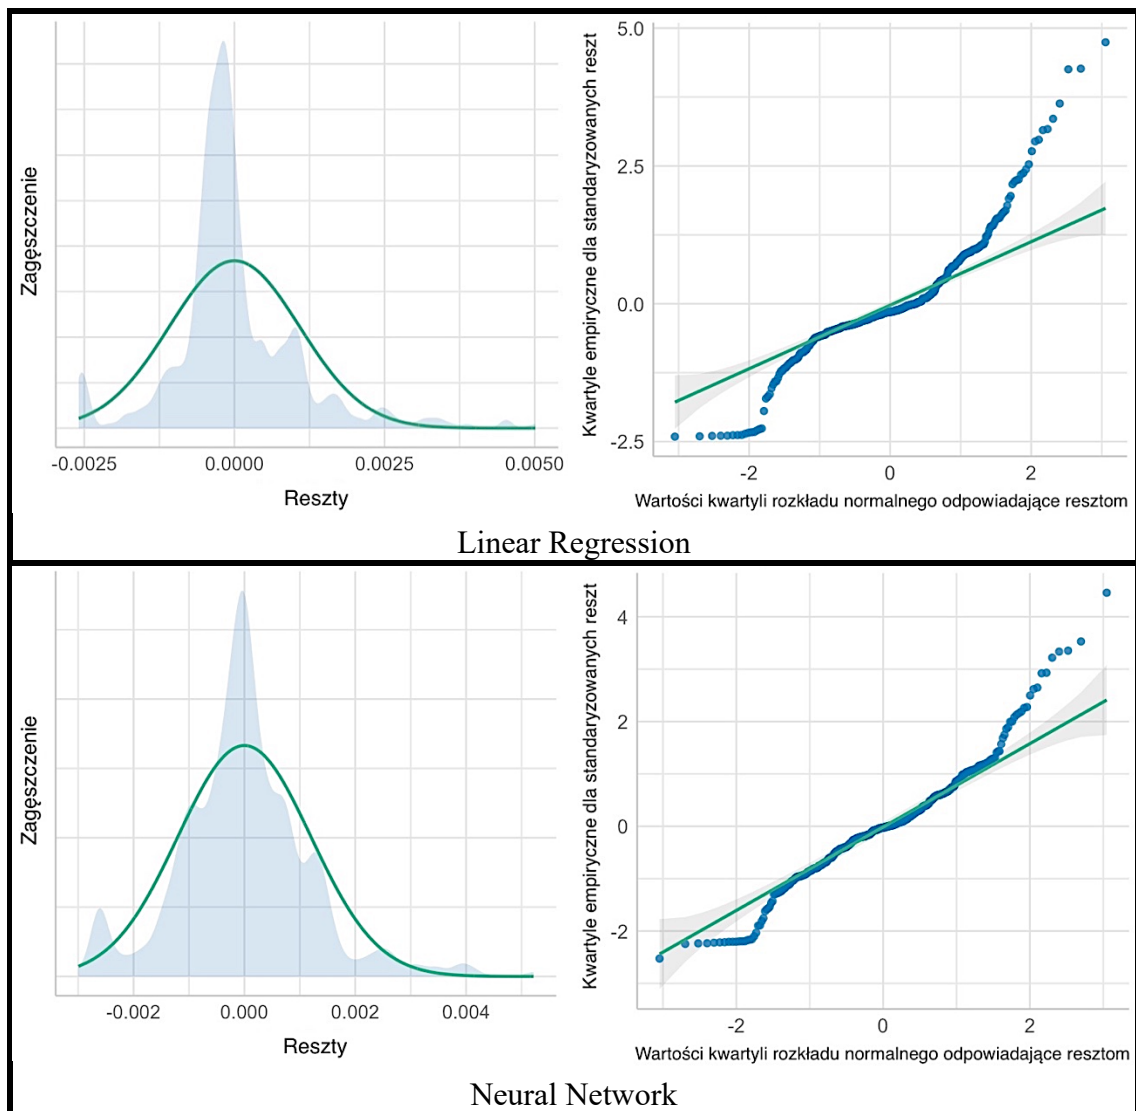 Zagęszczenie
-0.0025 0.0000 0.0025 0.0050
Reszty
Kwartyle empiryczne dla standaryzowanych reszt
5.0
2.5
0.0
-2.5
-2 0 2
Wartości kwartyli rozkładu normalnego odpowiadające resztom
Linear Regression
Zagęszczenie
-0.002 0.000 0.002 0.004
Reszty
Kwartyle empiryczne dla standaryzowanych reszt
4
2
0
-2
-2 0 2
Wartości kwartyli rozkładu normalnego odpowiadające resztom
Neural Network